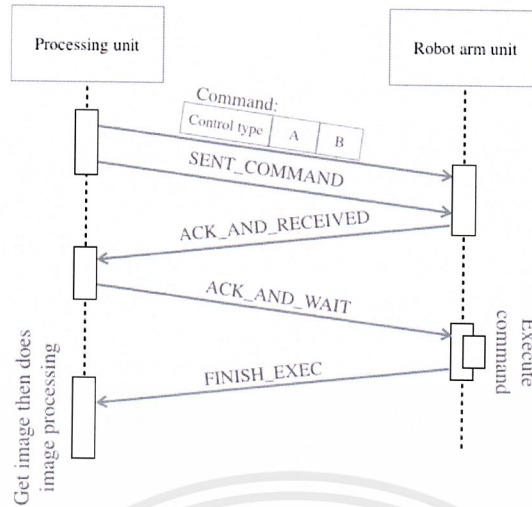 Processing unit
Robot arm unit
Command:
Control type A B
SENT_COMMAND
ACK_AND_RECEIVED
ACK_AND_WAIT
Execute
command
FINISH_EXEC
Get image then does
image processing